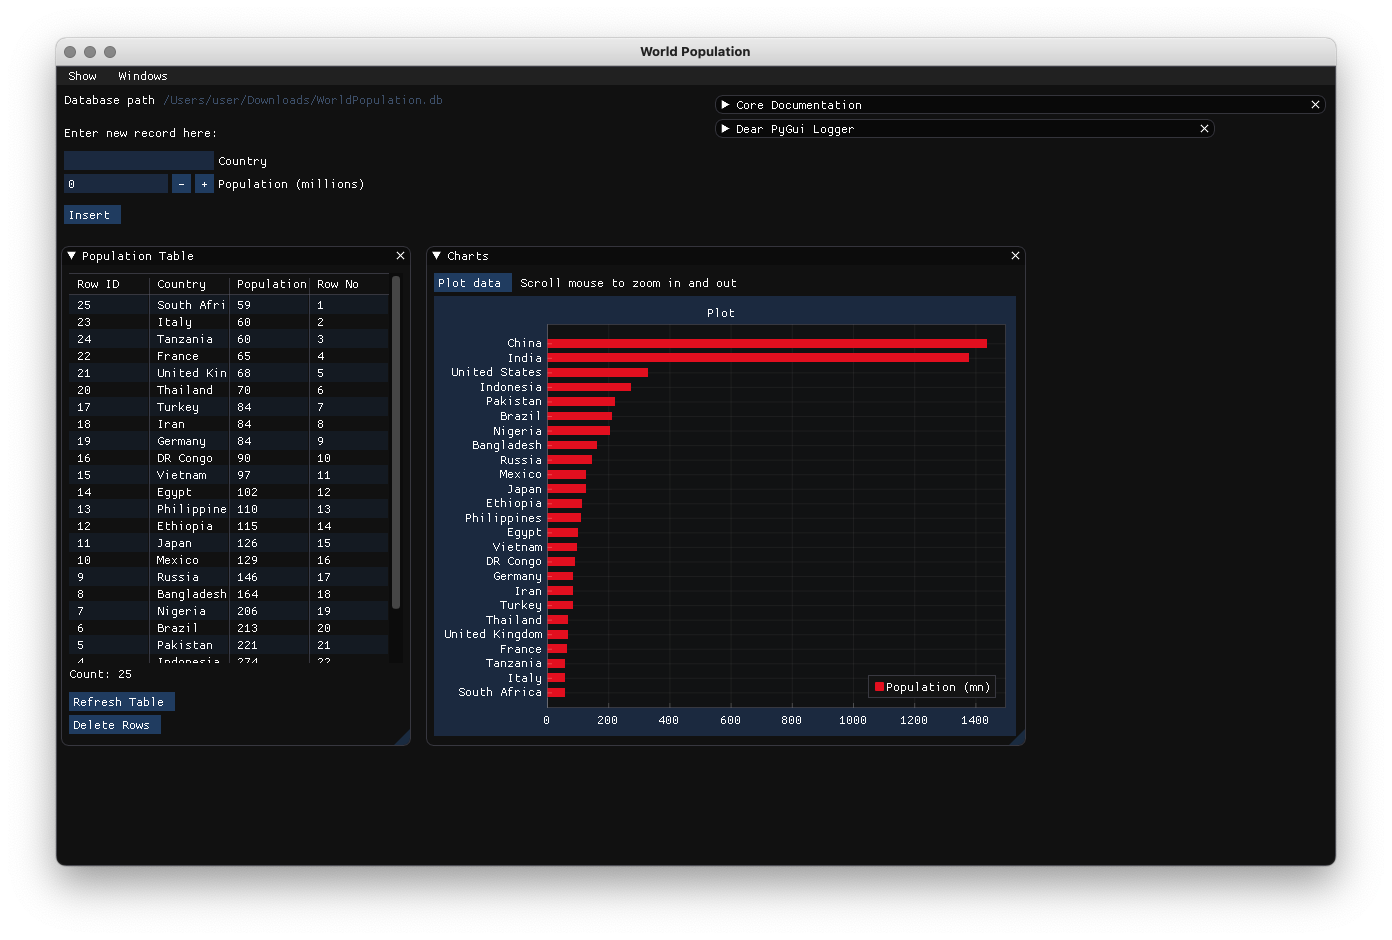 World Population
Show Windows
Database path /Users/user/Downloads/WorldPopulation.db
Core Documentation
Dear PyGui Logger
Enter new record here:
Country
0 - + Population (millions)
Insert
Population Table
Row ID Country Population Row No
25 South Afri 59 1
23 Italy 60 2
24 Tanzania 60 3
22 France 65 4
21 United Kin 68 5
20 Thailand 70 6
17 Turkey 84 7
18 Iran 84 8
19 Germany 84 9
16 DR Congo 90 10
15 Vietnam 97 11
14 Egypt 102 12
13 Philippine 110 13
12 Ethiopia 115 14
11 Japan 126 15
10 Mexico 129 16
9 Russia 146 17
8 Bangladesh 164 18
7 Nigeria 206 19
6 Brazil 213 20
5 Pakistan 221 21
4 Indonesia 274 22
Count: 25
Refresh Table
Delete Rows
Charts
Plot data Scroll mouse to zoom in and out
Plot
China
India
United States
Indonesia
Pakistan
Brazil
Nigeria
Bangladesh
Russia
Mexico
Japan
Ethiopia
Philippines
Egypt
Vietnam
DR Congo
Germany
Iran
Turkey
Thailand
United Kingdom
France
Tanzania
Italy
South Africa
Population (mn)
0 200 400 600 800 1000 1200 1400